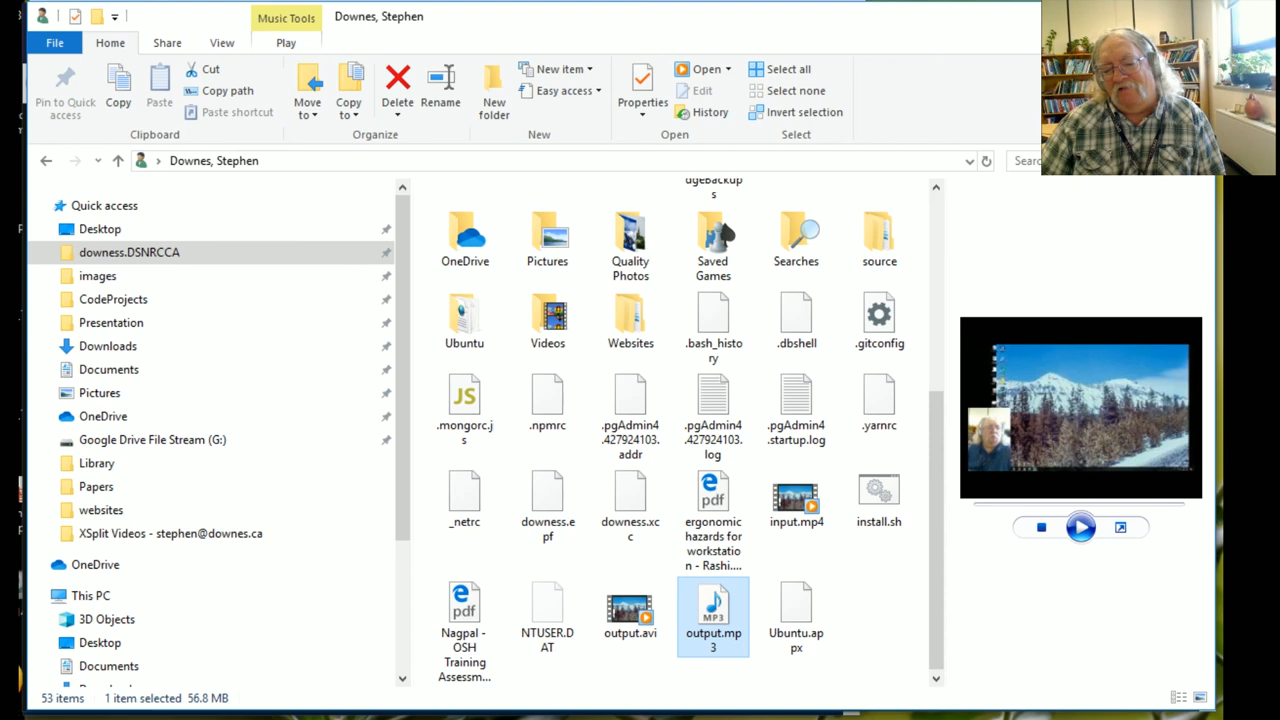 Music Tools
Downes, Stephen
File
Home
Share
View
Play
Pin to Quick
access
Copy
Paste
Cut
Copy path
Paste shortcut
Move
to
Copy
to
Delete
Rename
New
folder
New item
Easy access
Properties
Open
Edit
History
Select all
Select none
Invert selection
Clipboard
Organize
New
Open
Select
Downes, Stephen
Sear
Quick access
Desktop
downess.DSNRCCA
images
CodeProjects
Presentation
Downloads
Documents
Pictures
OneDrive
Google Drive File Stream (G:)
Library
Papers
websites
XSplit Videos - stephen@downes.ca
OneDrive
This PC
3D Objects
Desktop
Documents
dgeBackup
s
OneDrive
Pictures
Quality
Photos
Saved
Games
Searches
source
Ubuntu
Videos
Websites
.bash_histo
ry
.dbshell
.gitconfig
JS
.mongorc.j
s
.npmrc
.pgAdmin4
.427924103.
addr
.pgAdmin4
.427924103.
log
.pgAdmin4
.startup.log
.yarnrc
_netrc
downess.e
pf
downess.xc
c
pdf
ergonomic
hazards for
workstatio
n - Rashi....
input.mp4
install.sh
pdf
Nagpal -
OSH
Training
Assessm...
NTUSER.D
AT
output.avi
MP3
output.mp
3
Ubuntu.ap
px
53 items
1 item selected 56.8 MB